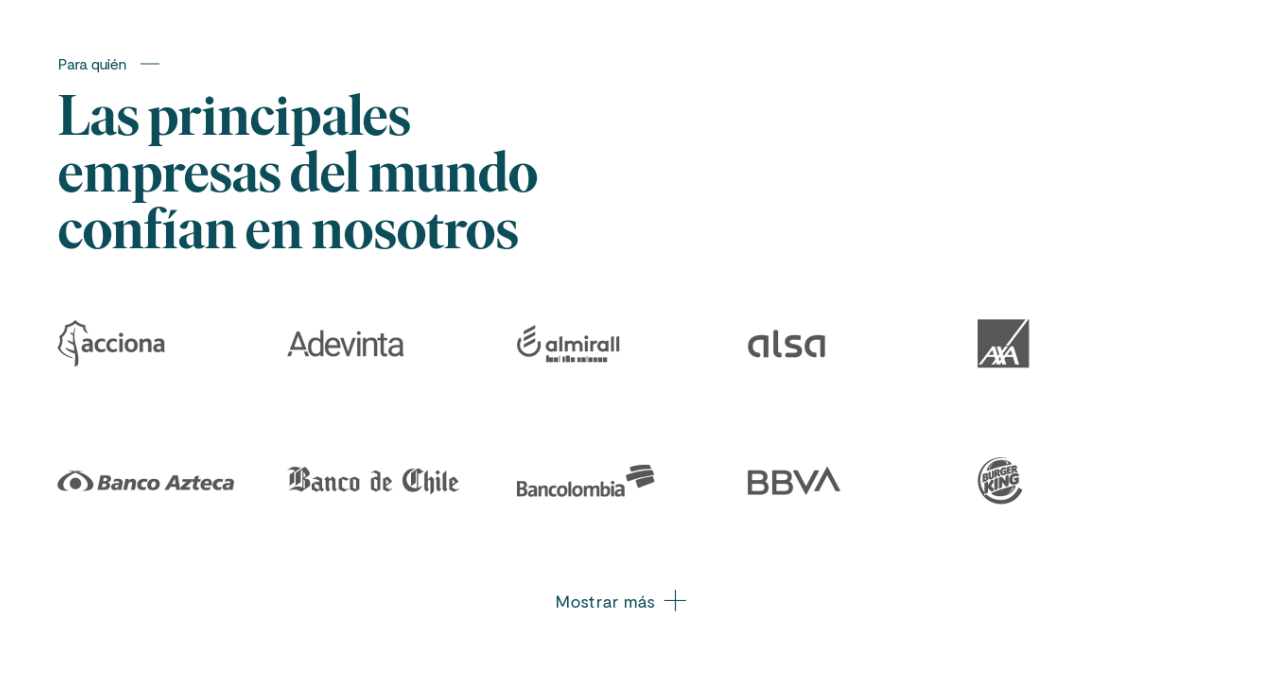 Para quién
Las principales
empresas del mundo
confían en nosotros
acciona
Adevinta
almirall
alsa
AXA
Banco Azteca
Banco de Chile
Bancolombia
BBVA
BURGER
KING
Mostrar más